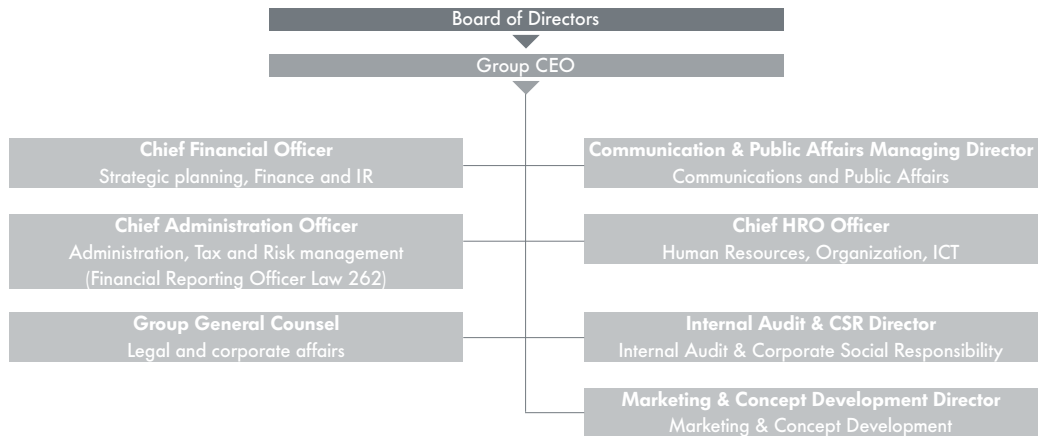 Board of Directors
Group CEO
Chief Financial Officer
Strategic planning, Finance and IR
Communication & Public Affairs Managing Director
Communications and Public Affairs
Chief Administration Officer
Administration, Tax and Risk management
(Financial Reporting Officer Law 262)
Chief HRO Officer
Human Resources, Organization, ICT
Group General Counsel
Legal and corporate affairs
Internal Audit & CSR Director
Internal Audit & Corporate Social Responsibility
Marketing & Concept Development Director
Marketing & Concept Development